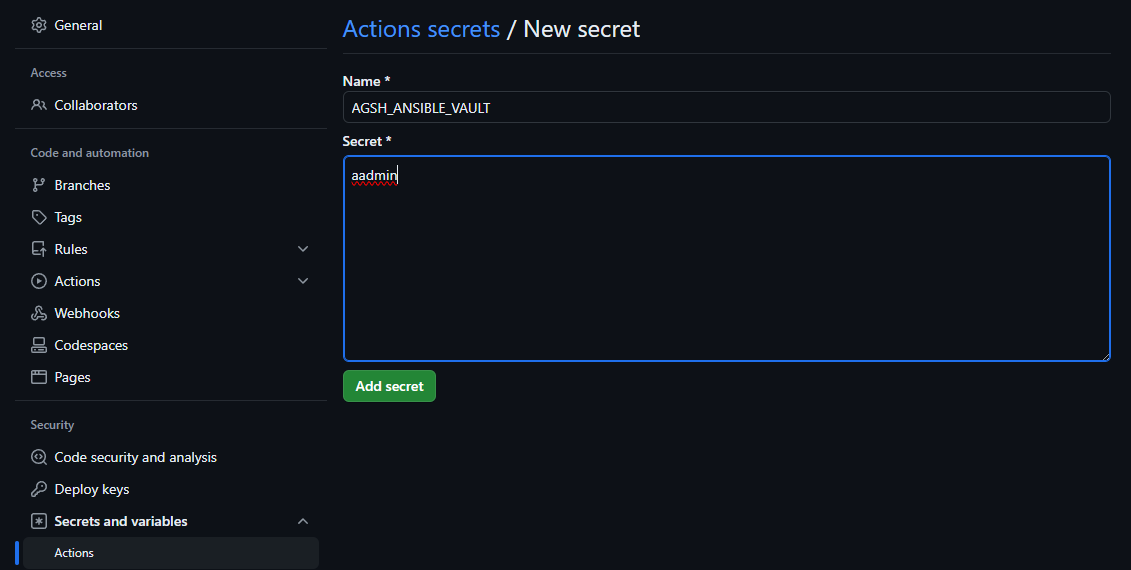 General
Access
Collaborators
Code and automation
Branches
Tags
Rules
Actions
Webhooks
Codespaces
Pages
Security
Code security and analysis
Deploy keys
Secrets and variables
Actions
Actions secrets / New secret
Name *
AGSH_ANSIBLE_VAULT
Secret *
aadmin
Add secret